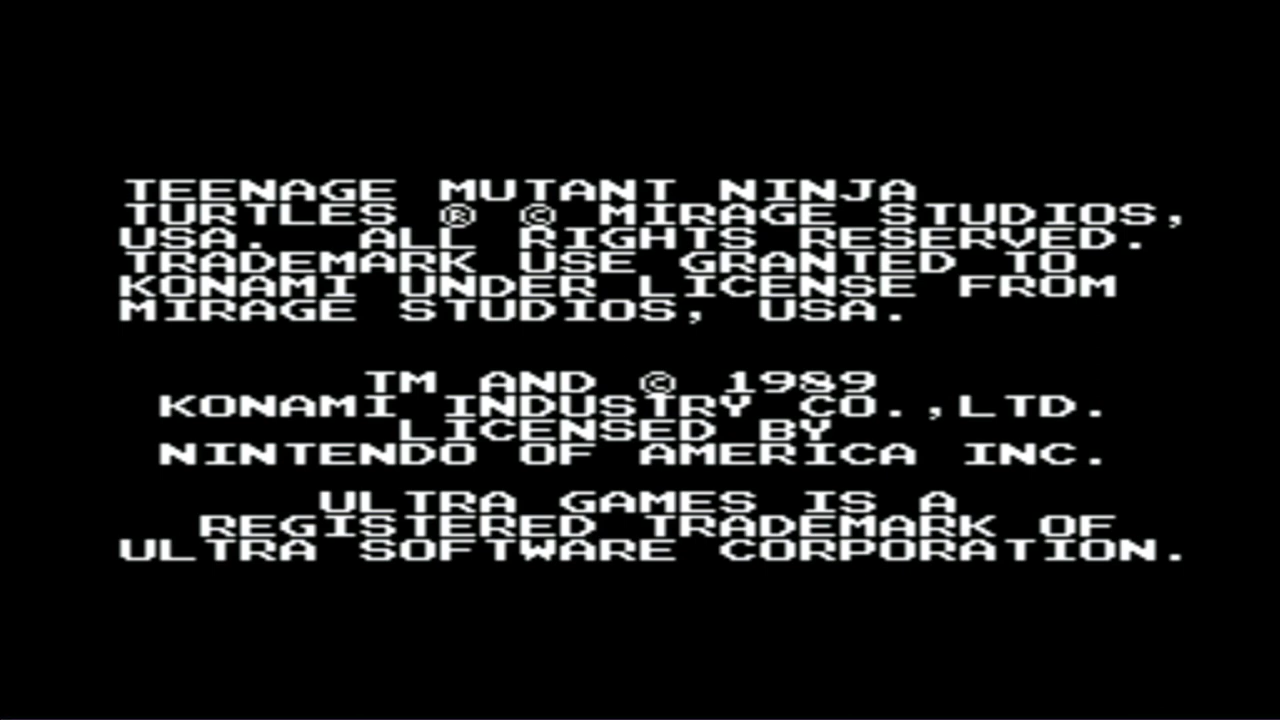 TEENAGE MUTANT NINJA
TURTLES ® © MIRAGE STUDIOS,
USA. ALL RIGHTS RESERVED.
TRADEMARK USE GRANTED TO
KONAMI UNDER LICENSE FROM
MIRAGE STUDIOS, USA.
TM AND © 1989
KONAMI INDUSTRY CO.,LTD.
LICENSED BY
NINTENDO OF AMERICA INC.
ULTRA GAMES IS A
REGISTERED TRADEMARK OF
ULTRA SOFTWARE CORPORATION.